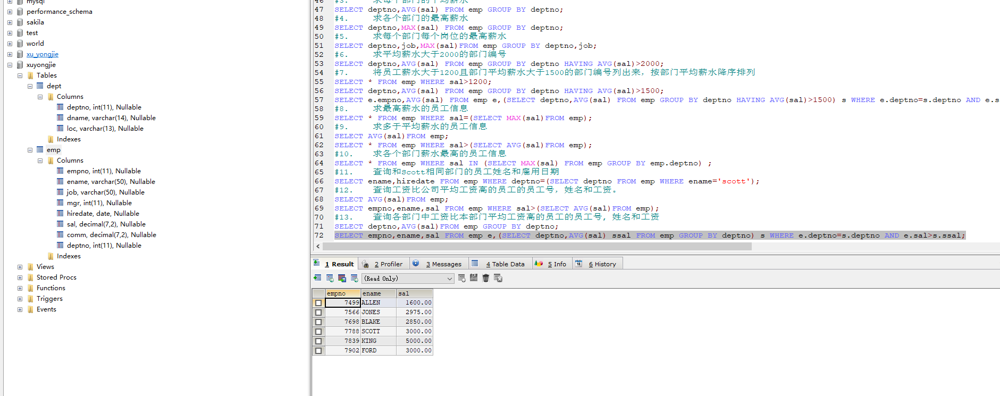 mysql
performance_schema
sakila
test
world
xu_yongjie
xuyongjie
Tables
dept
Columns
deptno, int(11), Nullable
dname, varchar(14), Nullable
loc, varchar(13), Nullable
Indexes
emp
Columns
empno, int(11), Nullable
ename, varchar(50), Nullable
job, varchar(50), Nullable
mgr, int(11), Nullable
hiredate, date, Nullable
sal, decimal(7,2), Nullable
comm, decimal(7,2), Nullable
deptno, int(11), Nullable
Indexes
Views
Stored Procs
Functions
Triggers
Events
46 #3. 求每个部门的平均薪水
47 SELECT deptno,AVG(sal) FROM emp GROUP BY deptno;
48 #4. 求各个部门的最高薪水
49 SELECT deptno,MAX(sal) FROM emp GROUP BY deptno;
50 #5. 求每个部门每个岗位的最高薪水
51 SELECT deptno,job,MAX(sal)FROM emp GROUP BY deptno,job;
52 #6. 求平均薪水大于2000的部门编号
53 SELECT deptno,AVG(sal) FROM emp GROUP BY deptno HAVING AVG(sal)>2000;
54 #7. 将员工薪水大于1200且部门平均薪水大于1500的部门编号列出来，按部门平均薪水降序排列
55 SELECT * FROM emp WHERE sal>1200;
56 SELECT deptno,AVG(sal) FROM emp GROUP BY deptno HAVING AVG(sal)>1500;
57 SELECT e.empno,AVG(sal) FROM emp e,(SELECT deptno,AVG(sal) FROM emp GROUP BY deptno HAVING AVG(sal)>1500) s WHERE e.deptno=s.deptno AND e.s
58 #8. 求最高薪水的员工信息
59 SELECT * FROM emp WHERE sal=(SELECT MAX(sal)FROM emp);
60 #9. 求多于平均薪水的员工信息
61 SELECT AVG(sal)FROM emp;
62 SELECT * FROM emp WHERE sal>(SELECT AVG(sal)FROM emp);
63 #10. 求各个部门薪水最高的员工信息
64 SELECT * FROM emp WHERE sal IN (SELECT MAX(sal) FROM emp GROUP BY emp.deptno) ;
65 #11. 查询和Scott相同部门的员工姓名和雇用日期
66 SELECT ename,hiredate FROM emp WHERE deptno=(SELECT deptno FROM emp WHERE ename='scott');
67 #12. 查询工资比公司平均工资高的员工的员工号，姓名和工资。
68 SELECT AVG(sal)FROM emp;
69 SELECT empno,ename,sal FROM emp WHERE sal>(SELECT AVG(sal)FROM emp);
70 #13. 查询各部门中工资比本部门平均工资高的员工的员工号, 姓名和工资
71 SELECT deptno,AVG(sal)FROM emp GROUP BY deptno;
72 SELECT empno,ename,sal FROM emp e,(SELECT deptno,AVG(sal) ssal FROM emp GROUP BY deptno) s WHERE e.deptno=s.deptno AND e.sal>s.ssal;
1 Result 2 Profiler 3 Messages 4 Table Data 5 Info 18 6 History
(Read Only)
empno ename sal
7499 ALLEN 1600.00
7566 JONES 2975.00
7698 BLAKE 2850.00
7788 SCOTT 3000.00
7839 KING 5000.00
7902 FORD 3000.00